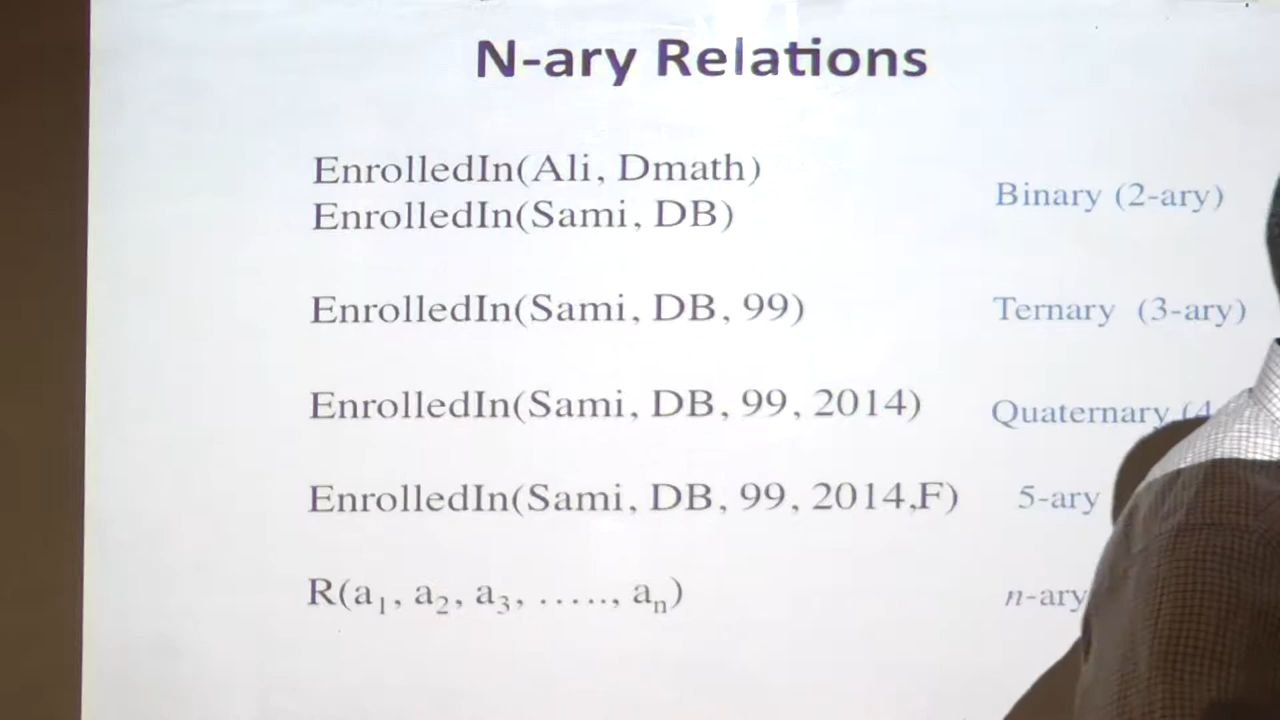 N-ary Relations
EnrolledIn(Ali, Dmath)
EnrolledIn(Sami, DB)
Binary (2-ary)
EnrolledIn(Sami, DB, 99)
Ternary (3-ary)
EnrolledIn(Sami, DB, 99, 2014)
Quaternary (4
EnrolledIn(Sami, DB, 99, 2014,F)
5-ary
R(a₁, a₂, a₃, ....., aₙ)
n-ary